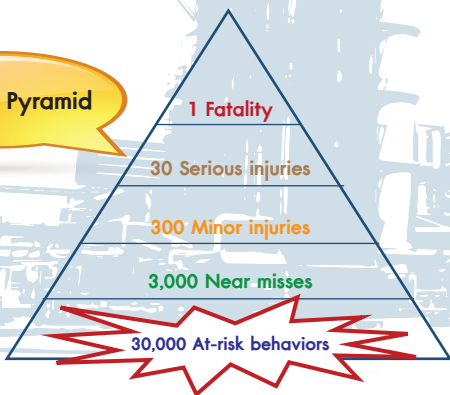 Pyramid
1 Fatality
30 Serious injuries
300 Minor injuries
3,000 Near misses
30,000 At-risk behaviors